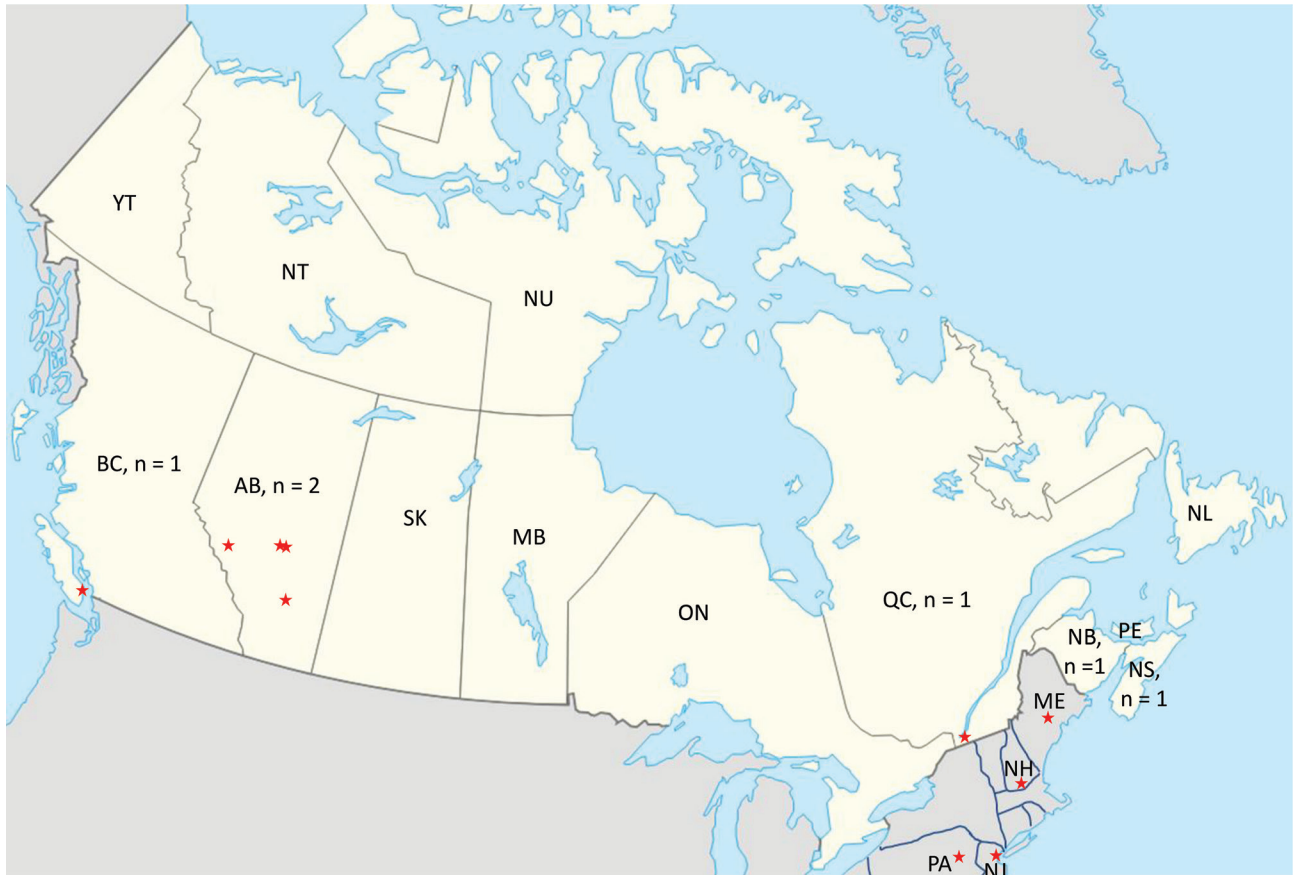 YT
NT
NU
BC, n = 1
AB, n = 2
SK
MB
ON
QC, n = 1
NL
NB,
n =1
PE
NS,
n = 1
ME
NH
PA
NJ